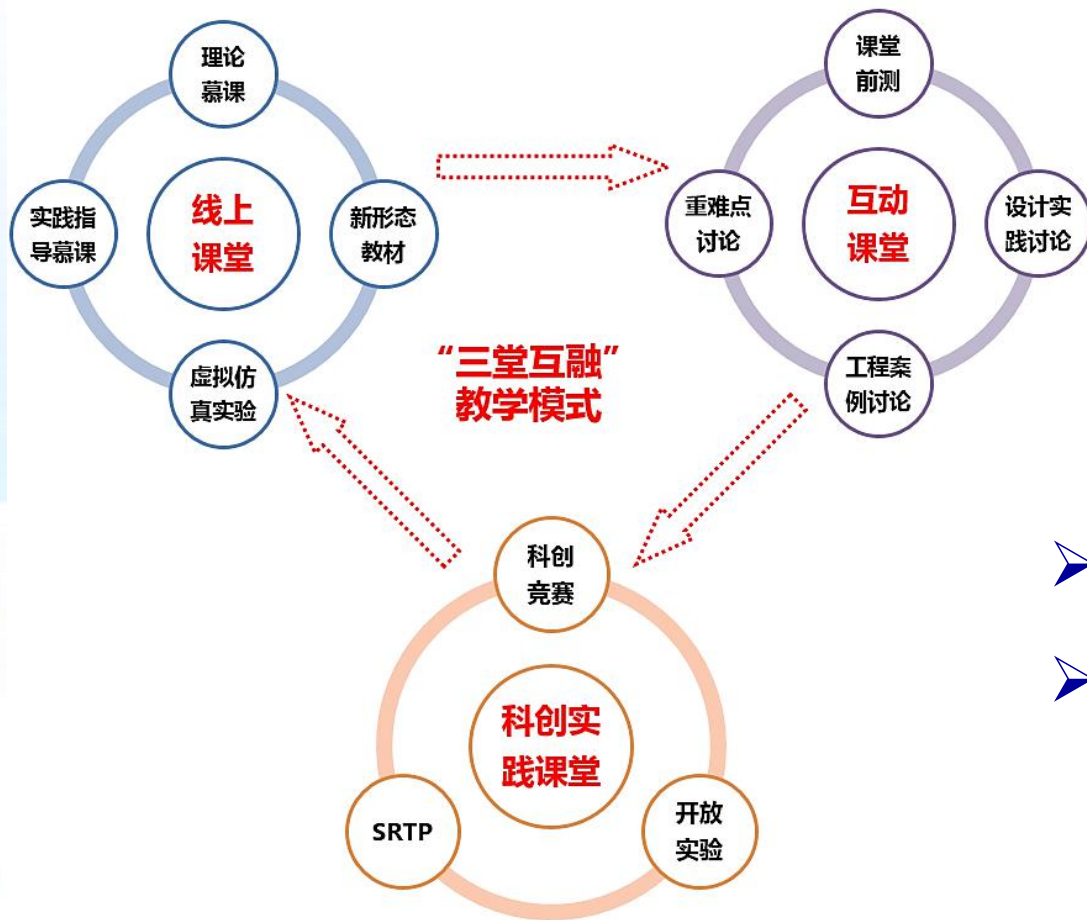 理论
慕课
实践指
导慕课
线上
课堂
新形态
教材
虚拟仿
真实验
课堂
前测
重难点
讨论
互动
课堂
设计实
践讨论
工程案
例讨论
“三堂互融”
教学模式
科创
竞赛
科创实
践课堂
SRTP
开放
实验